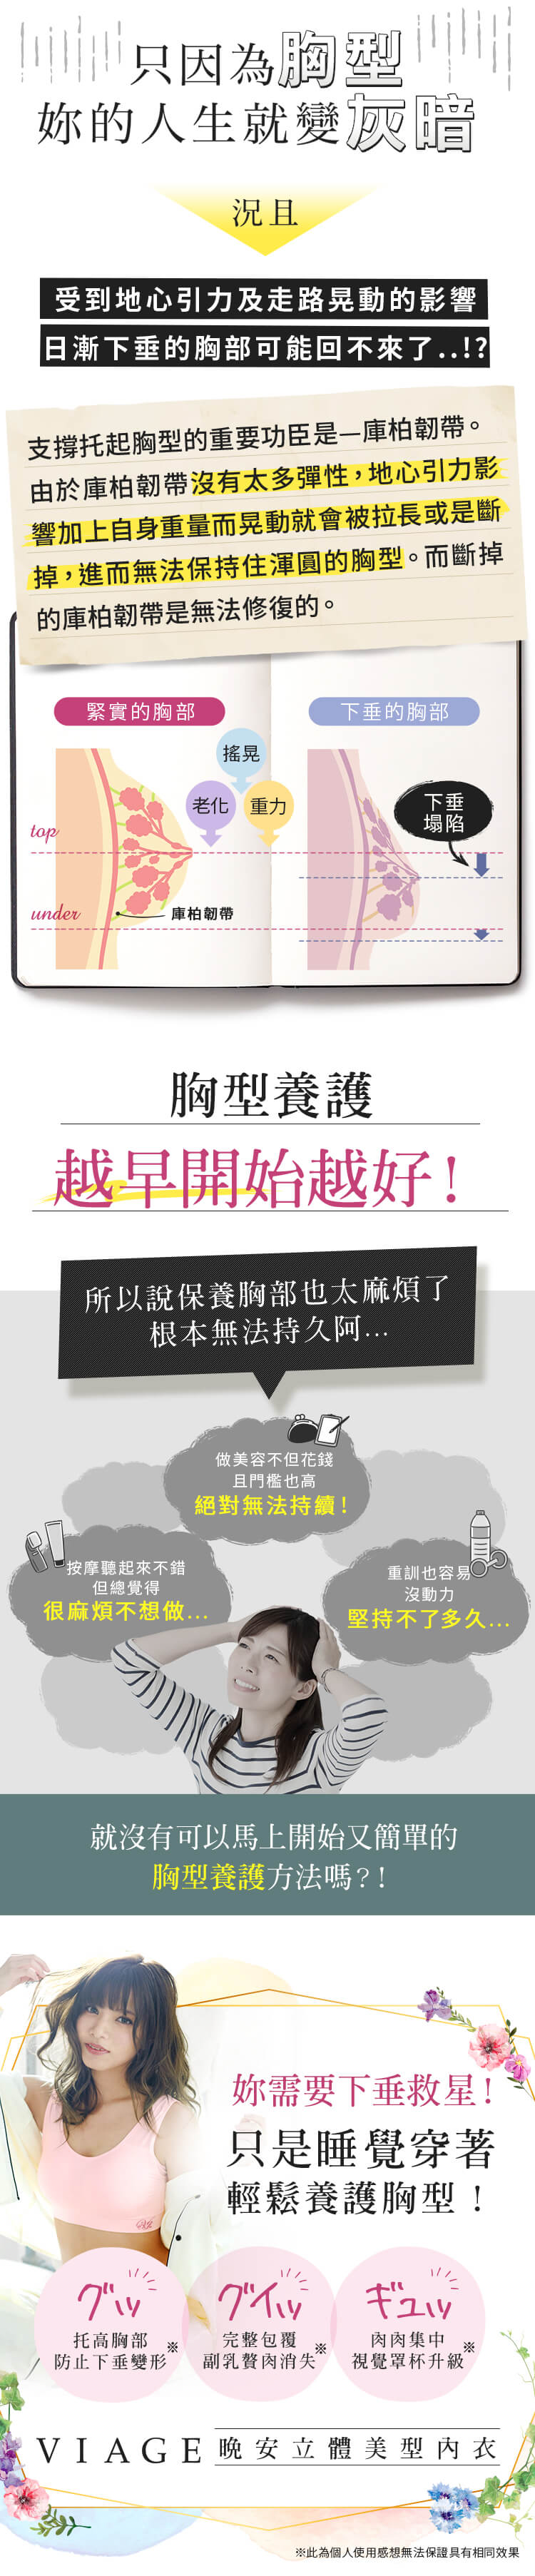 只因為胸型
妳的人生就變灰暗
況且
受到地心引力及走路晃動的影響
日漸下垂的胸部可能回不來了..!?
支撐托起胸型的重要功臣是—庫柏韌帶。
由於庫柏韌帶沒有太多彈性，地心引力影
響加上自身重量而晃動就會被拉長或是斷
掉，進而無法保持住渾圓的胸型。而斷掉
的庫柏韌帶是無法修復的。
緊實的胸部
下垂的胸部
搖晃
老化
重力
下垂
塌陷
top
under
庫柏韌帶
胸型養護
越早開始越好！
所以說保養胸部也太麻煩了
根本無法持久阿...
做美容不但花錢
且門檻也高
絕對無法持續！
按摩聽起來不錯
但總覺得
很麻煩不想做...
重訓也容易
沒動力
堅持不了多久...
就沒有可以馬上開始又簡單的
胸型養護方法嗎？！
妳需要下垂救星！
只是睡覺穿著
輕鬆養護胸型！
グッ
托高胸部
防止下垂變形※
グイッ
完整包覆
副乳贅肉消失※
ギュッ
肉肉集中
視覺罩杯升級※
VIAGE 晚安立體美型內衣
※此為個人使用感想無法保證具有相同效果